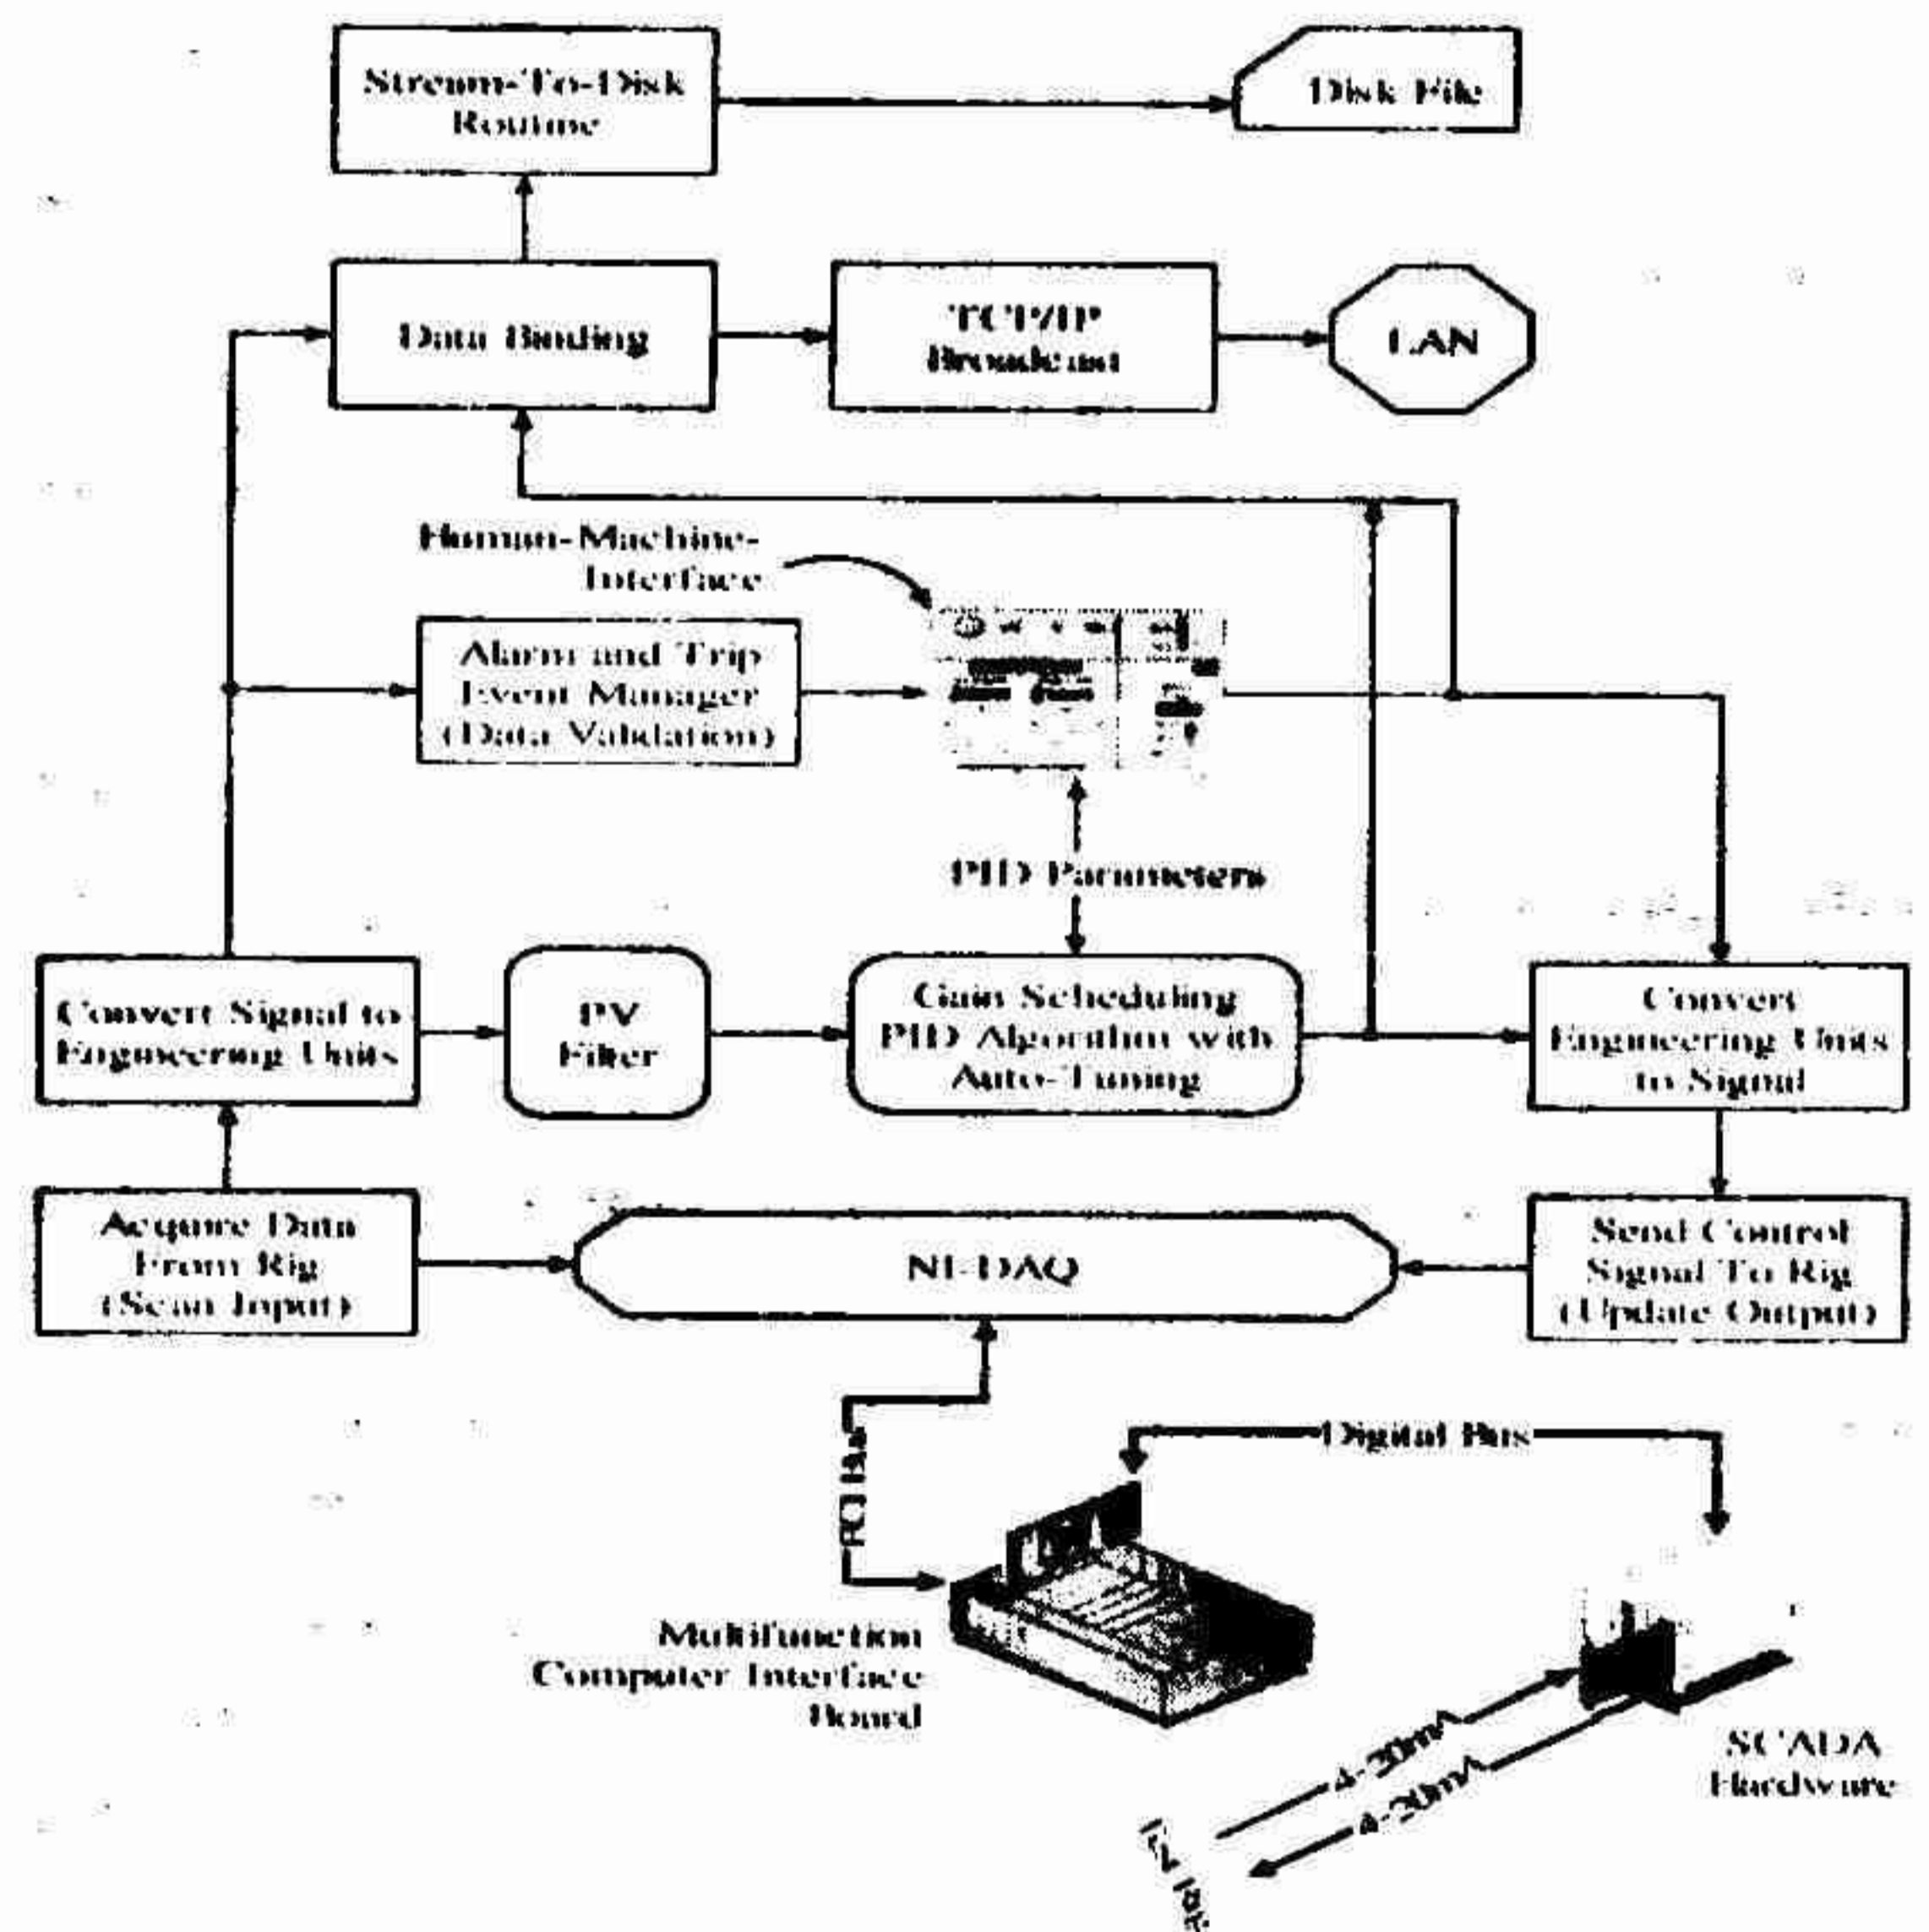 Stream-To-Disk
Routine
Disk File
Data Binding
TCP/IP
Broadcast
LAN
Human-Machine-
Interface
Alarm and Trip
Event Manager
(Data Validation)
PID Parameters
Convert Signal to
Engineering Units
PV
Filter
Gain Scheduling
PID Algorithm with
Auto-Tuning
Convert
Engineering Units
to Signal
Acquire Data
From Rig
(Scan Input)
NI-DAQ
Send Control
Signal To Rig
(Update Output)
PCI Bus
Digital Bus
Multifunction
Computer Interface
Board
4-20mA
4-20mA
SCADA
Hardware
Rig